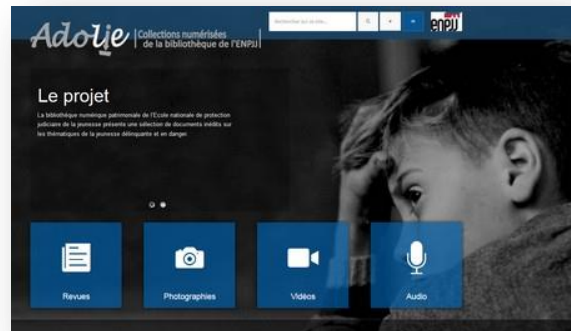 Adolie
Collections numérisées
de la bibliothèque de l'ENPJJ
Rechercher sur le site...
enpjj
Le projet
La bibliothèque numérique patrimoniale de l'Ecole nationale de protection
judiciaire de la jeunesse présente une sélection de documents inédits sur
les thématiques de la jeunesse délinquante et en danger.
Revues
Photographies
Vidéos
Audio